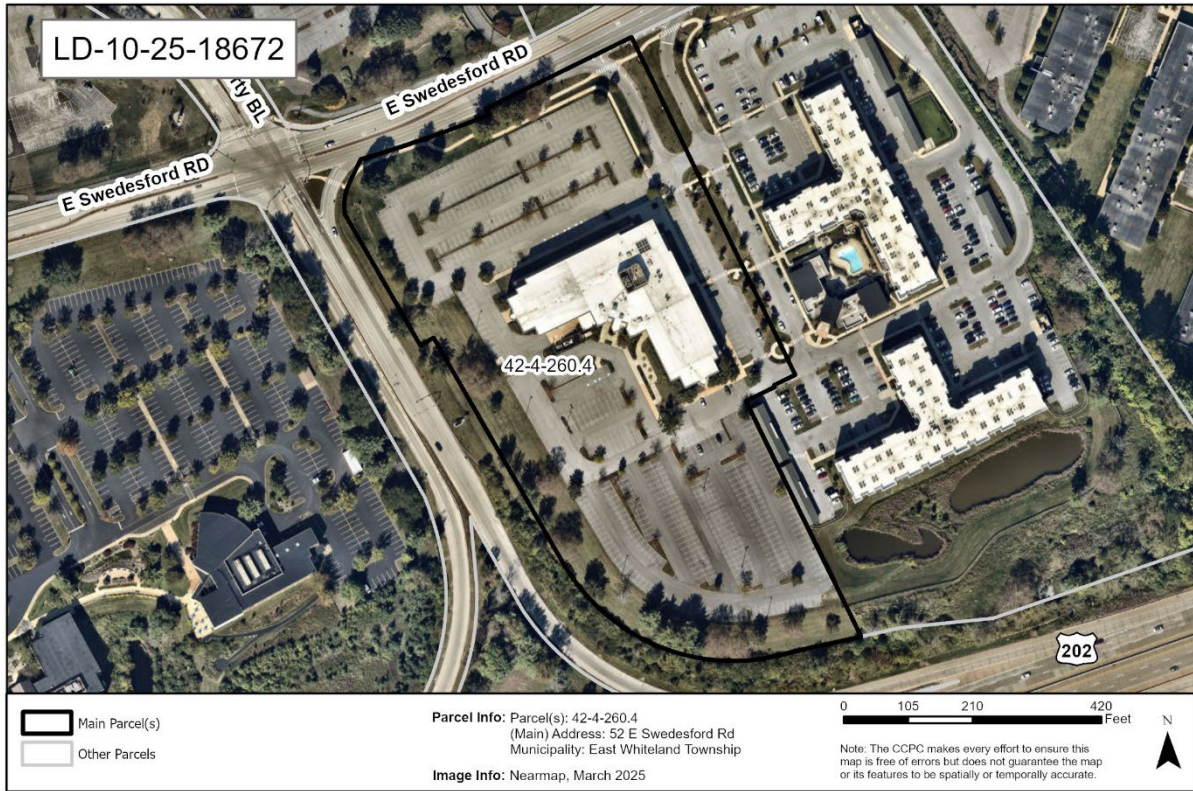 LD-10-25-18672
E Swedesford RD
rty BL
E Swedesford RD
42-4-260.4
202
Main Parcel(s)
Other Parcels
Parcel Info: Parcel(s): 42-4-260.4
(Main) Address: 52 E Swedesford Rd
Municipality: East Whiteland Township
Image Info: Nearmap, March 2025
0 105 210 420
Feet
Note: The CCPC makes every effort to ensure this
map is free of errors but does not guarantee the map
or its features to be spatially or temporally accurate.
N